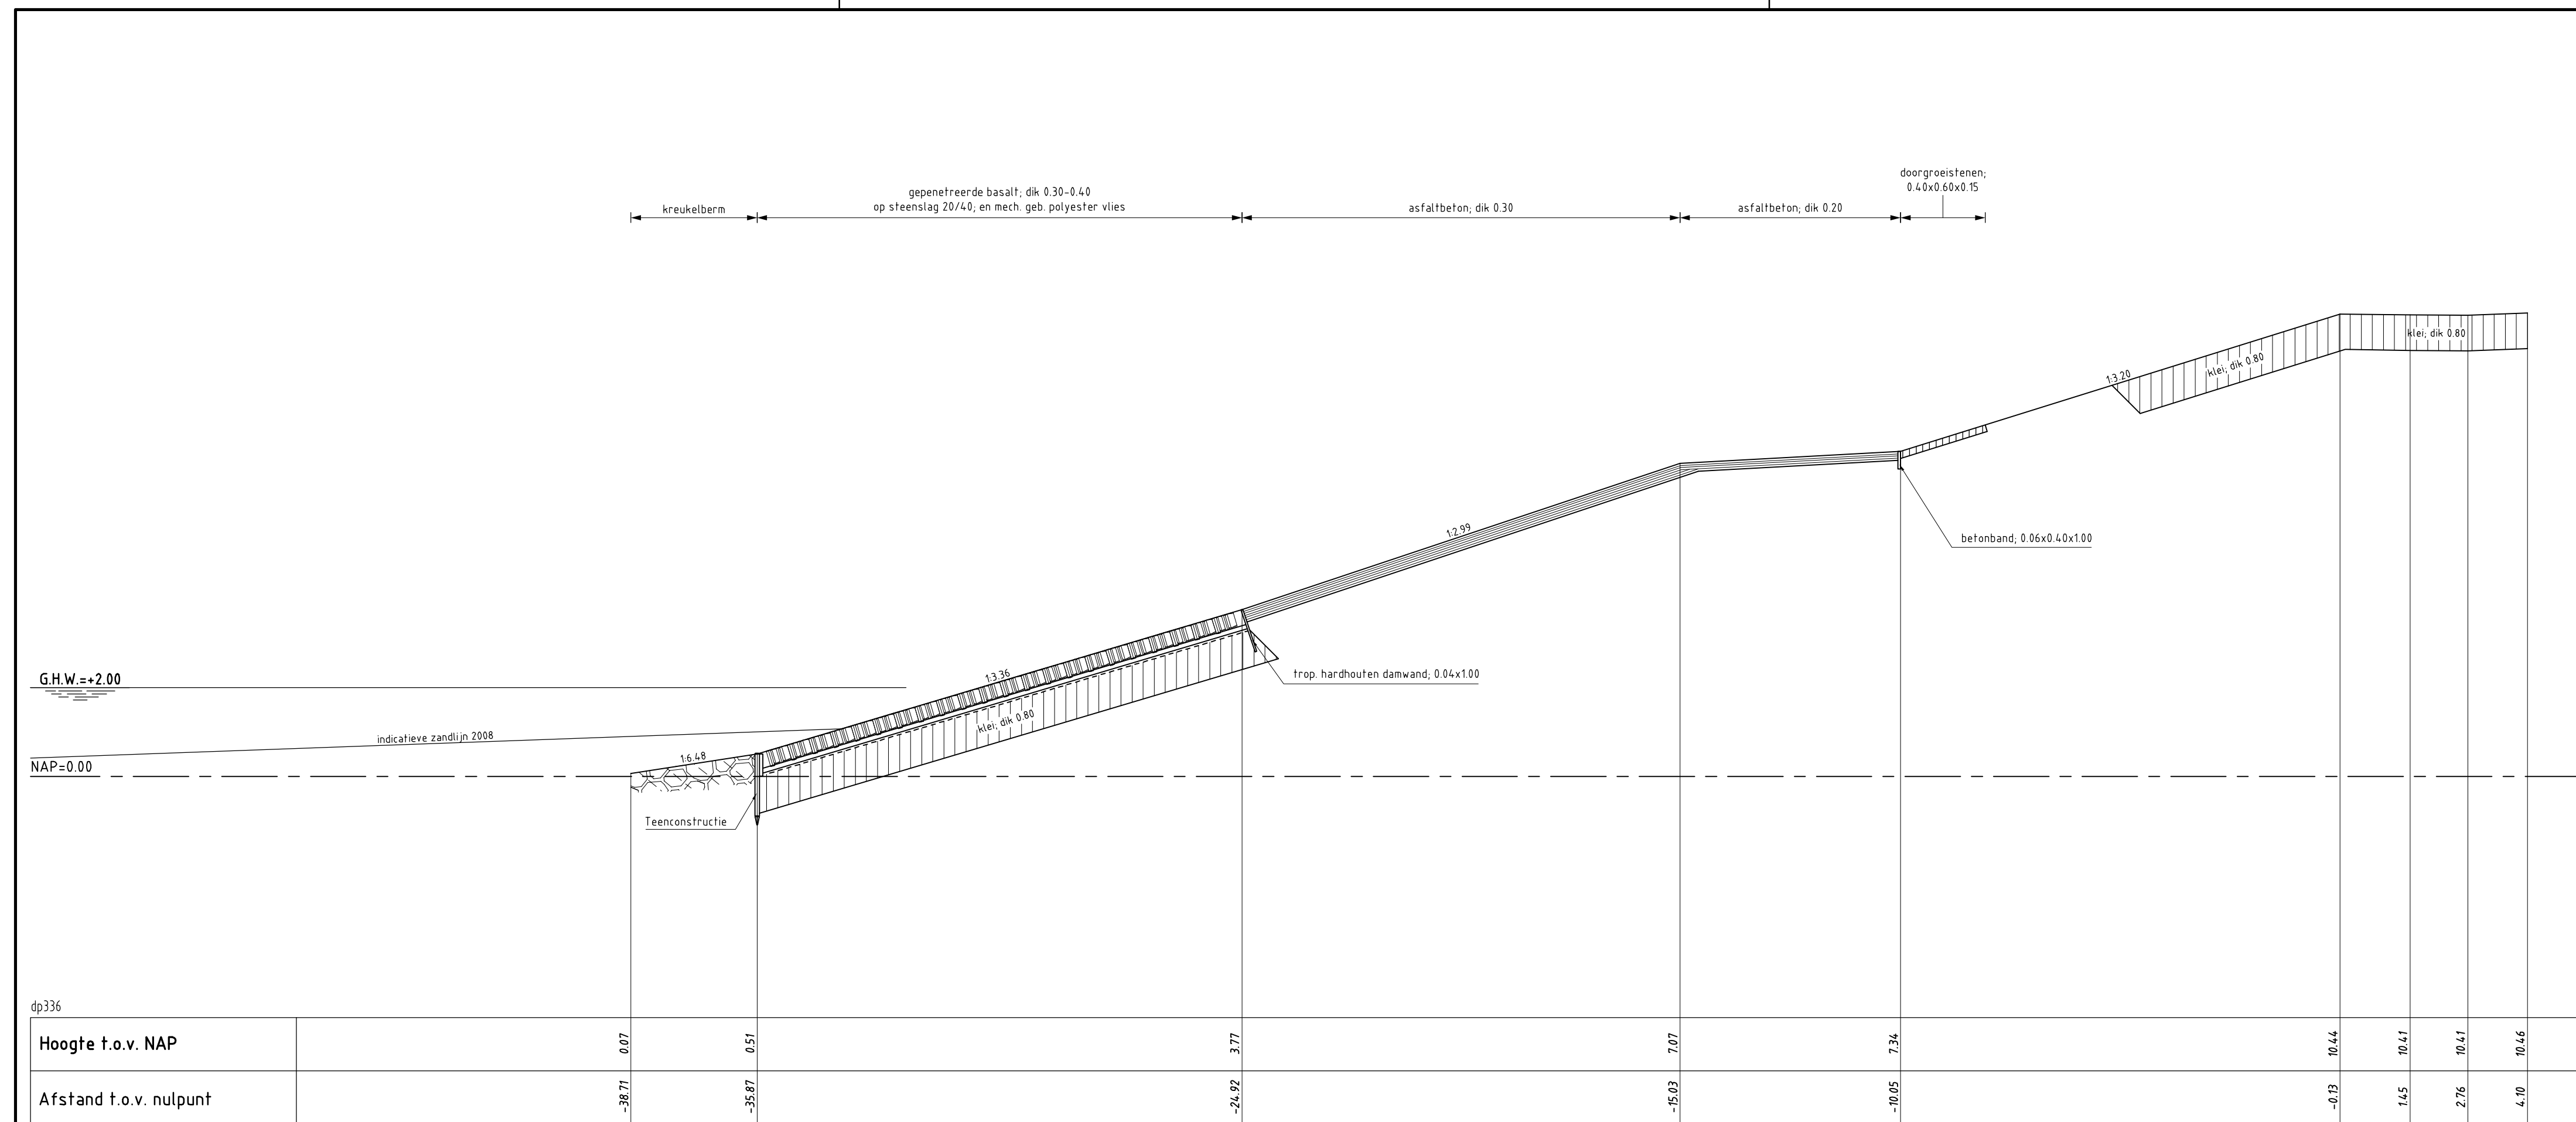 doorgroeistenen;
0.40x0.60x0.15
gepenetreerde basalt; dik 0.30-0.40
op steenslag 20/40; en mech. geb. polyester vlies
kreukelberm
asfaltbeton; dik 0.30
asfaltbeton; dik 0.20
klei; dik 0.80
klei; dik 0.80
1:3.20
1:2.99
betonband; 0.06x0.40x1.00
trop. hardhouten damwand; 0.04x1.00
1:3.36
G.H.W.=+2.00
klei; dik 0.80
indicatieve zandlijn 2008
1:6.48
NAP=0.00
Teenconstructie
dp336
Hoogte t.o.v. NAP 0.07 0.51 3.77 7.07 7.34 10.44 10.41 10.41 10.46
Afstand t.o.v. nulpunt -38.71 -35.87 -24.92 -15.03 -10.05 -0.13 1.45 2.76 4.10